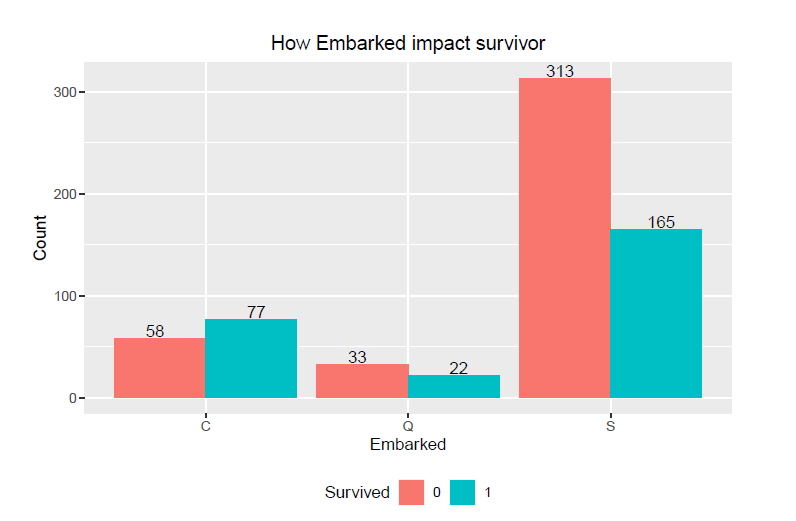 How Embarked impact survivor
313
300
200
165
Count
100
77
58
33
22
0
C Q S
Embarked
Survived 0 1